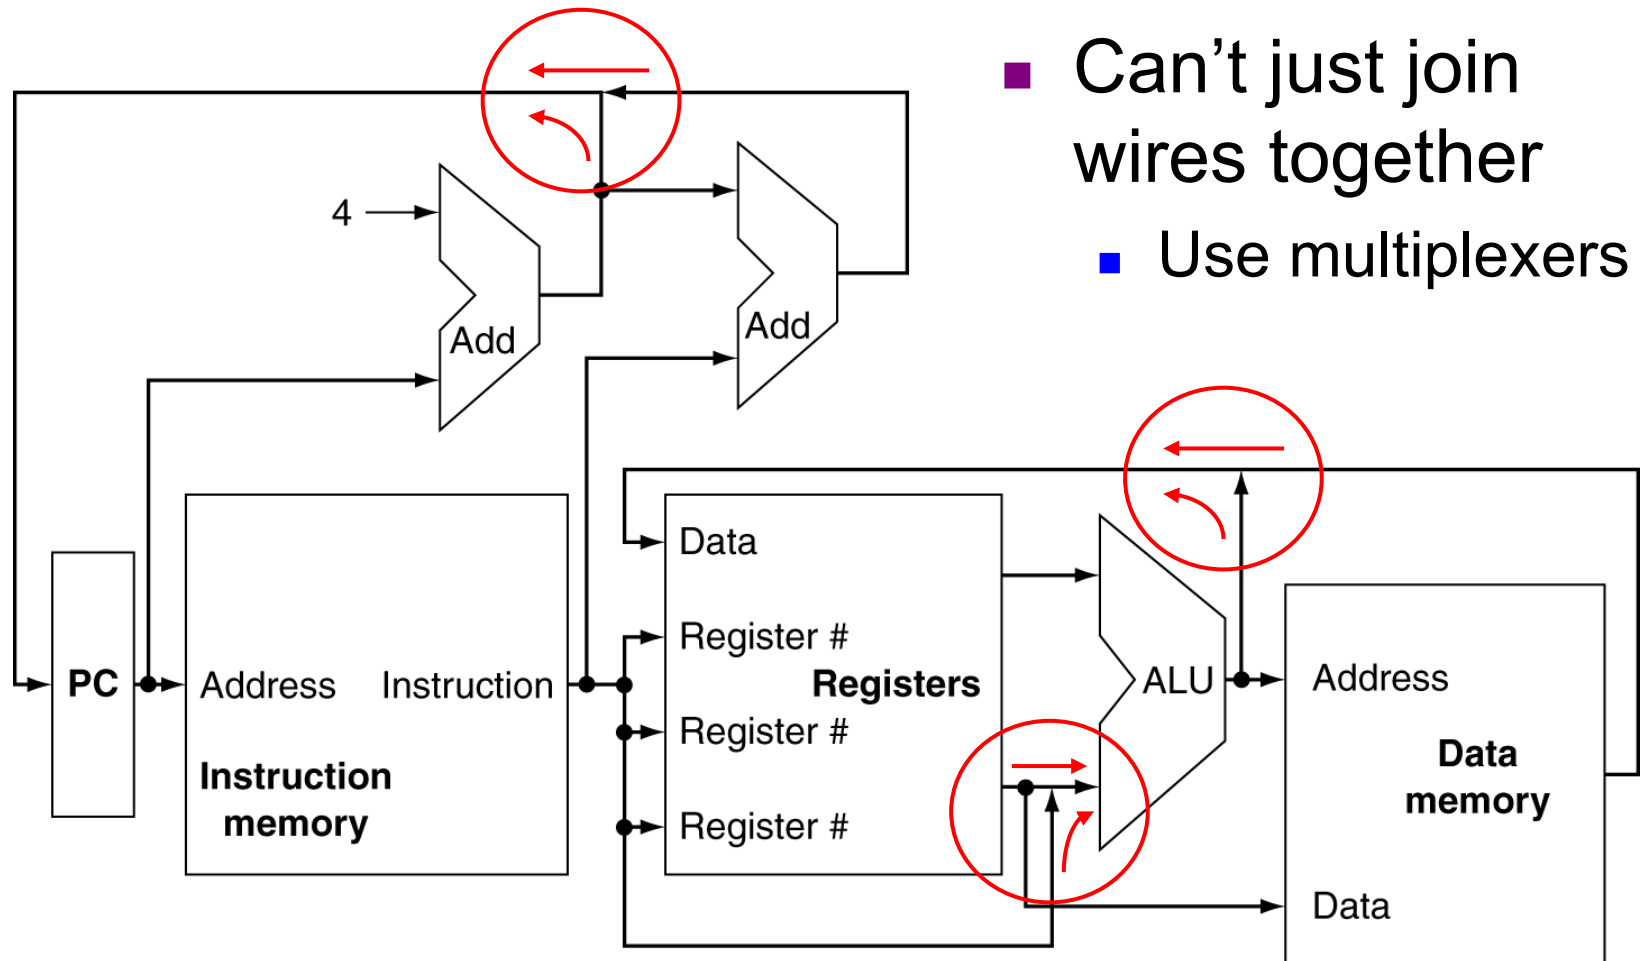 Can’t just join
wires together
Use multiplexers
4
Add
Add
Data
Register #
PC
Address
Instruction
Registers
ALU
Address
Register #
Instruction
memory
Data
memory
Register #
Data